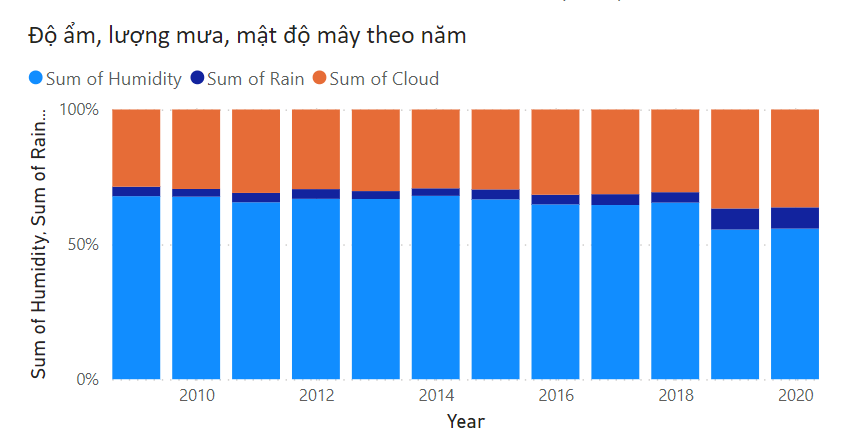 Độ ẩm, lượng mưa, mật độ mây theo năm
Sum of Humidity Sum of Rain Sum of Cloud
Sum of Humidity, Sum of Rain...
100%
50%
0%
2010 2012 2014 2016 2018 2020
Year